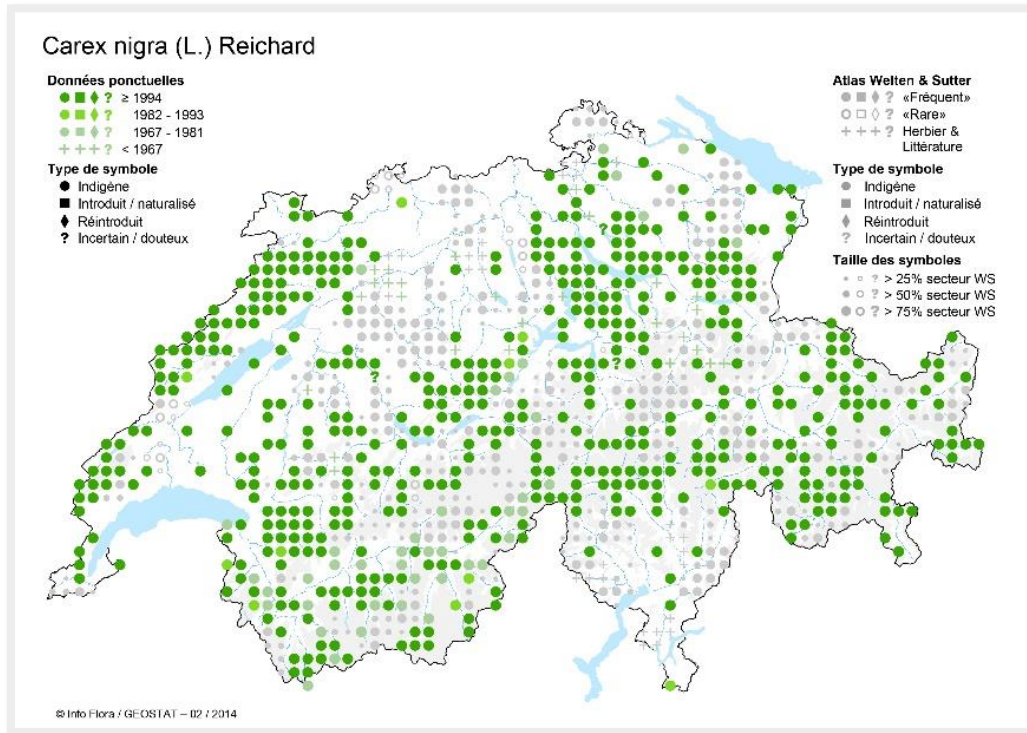 Carex nigra (L.) Reichard
Données ponctuelles
? ≥ 1994
? 1982 - 1993
? 1967 - 1981
+++? < 1967
Type de symbole
Indigène
Introduit / naturalisé
Réintroduit
? Incertain / douteux
Atlas Welten & Sutter
? «Fréquent»
? «Rare»
+++? Herbier &
Littérature
Type de symbole
Indigène
Introduit / naturalisé
Réintroduit
? Incertain / douteux
Taille des symboles
? > 25% secteur WS
? > 50% secteur WS
? > 75% secteur WS
© Info Flora / GEOSTAT – 02 / 2014